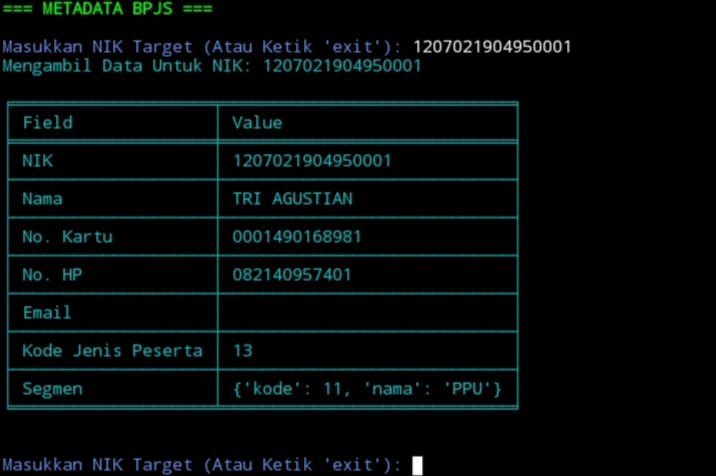 === METADATA BPJS ===
Masukkan NIK Target (Atau Ketik 'exit'): 1207021904950001
Mengambil Data Untuk NIK: 1207021904950001
Field Value
NIK 1207021904950001
Nama TRI AGUSTIAN
No. Kartu 0001490168981
No. HP 082140957401
Email
Kode Jenis Peserta 13
Segmen {'kode': 11, 'nama': 'PPU'}
Masukkan NIK Target (Atau Ketik 'exit'):